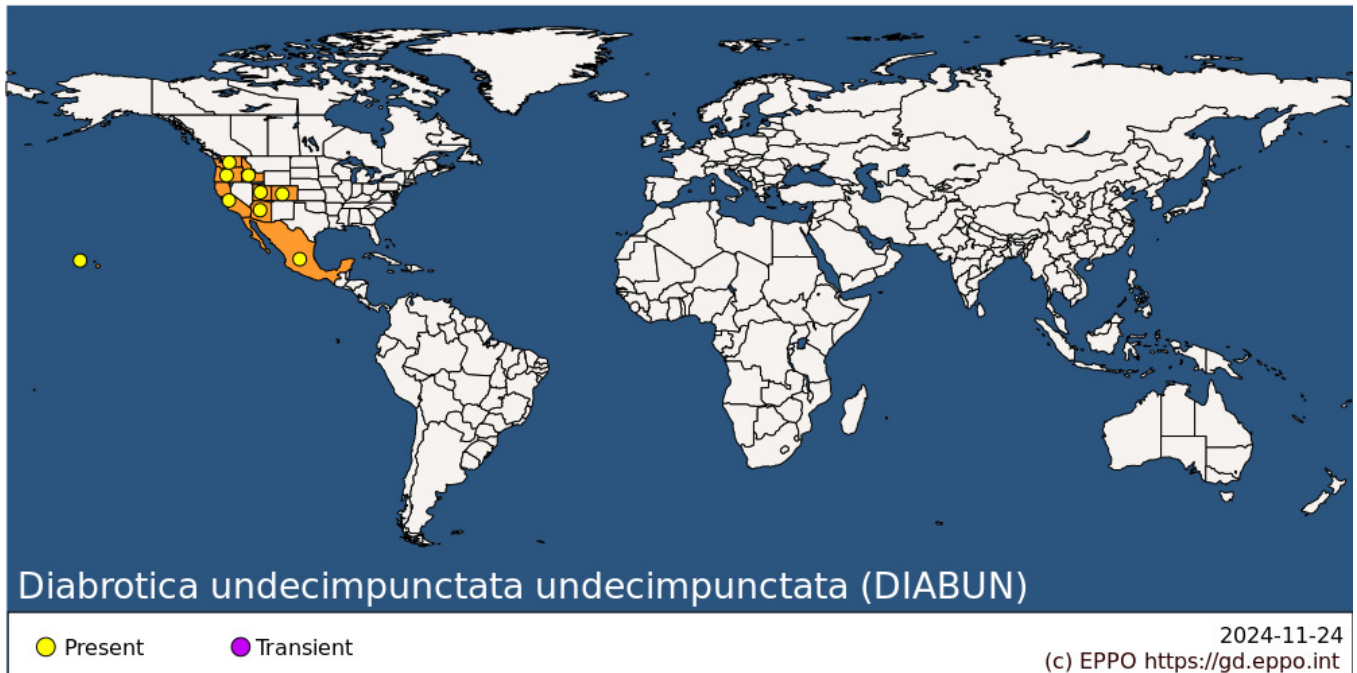 Diabrotica undecimpunctata undecimpunctata (DIABUN)
Present
Transient
2024-11-24
(c) EPPO https://gd.eppo.int